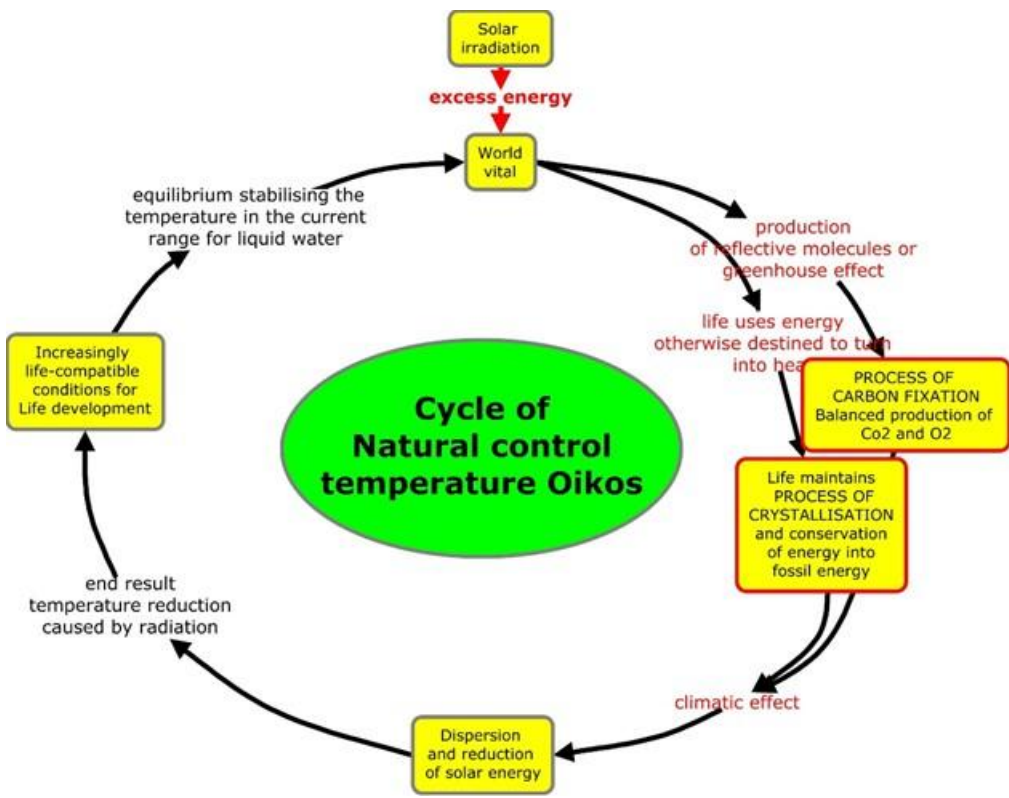 Solar
irradiation
excess energy
World
vital
equilibrium stabilising the
temperature in the current
range for liquid water
production
of reflective molecules or
greenhouse effect
life uses energy
otherwise destined to turn
into hea
Increasingly
life-compatible
conditions for
Life development
Cycle of
Natural control
temperature Oikos
PROCESS OF
CARBON FIXATION
Balanced production of
Co2 and O2
Life maintains
PROCESS OF
CRYSTALLISATION
and conservation
of energy into
fossil energy
end result
temperature reduction
caused by radiation
climatic effect
Dispersion
and reduction
of solar energy